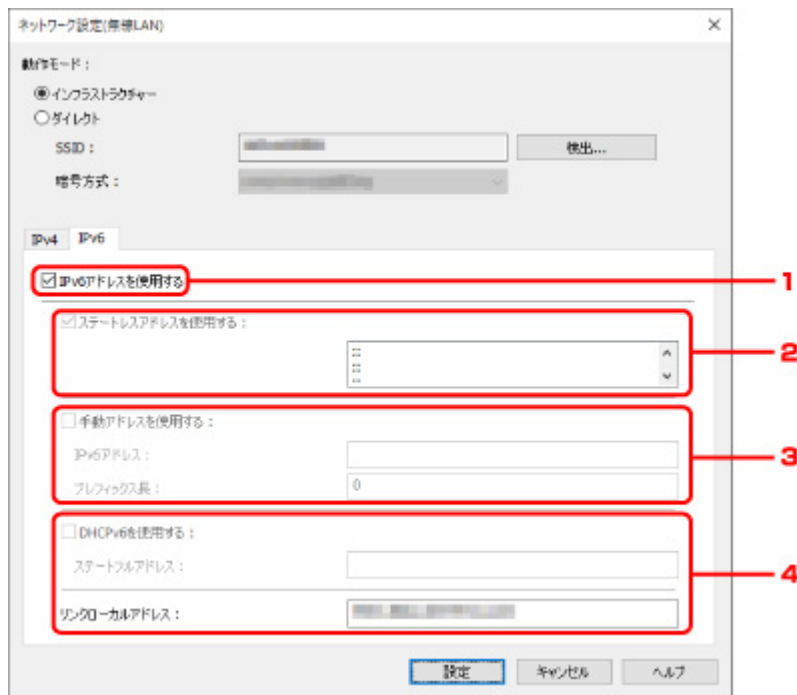 ネットワーク設定(無線LAN)
動作モード：
インフラストラクチャー
ダイレクト
SSID：
検出...
暗号方式：
IPv4 IPv6
IPv6アドレスを使用する
1
ステートレスアドレスを使用する：
::
::
::
2
手動アドレスを使用する：
IPv6アドレス：
3
プレフィックス長： 0
DHCPv6を使用する：
ステートフルアドレス：
4
リンクローカルアドレス：
設定 キャンセル ヘルプ